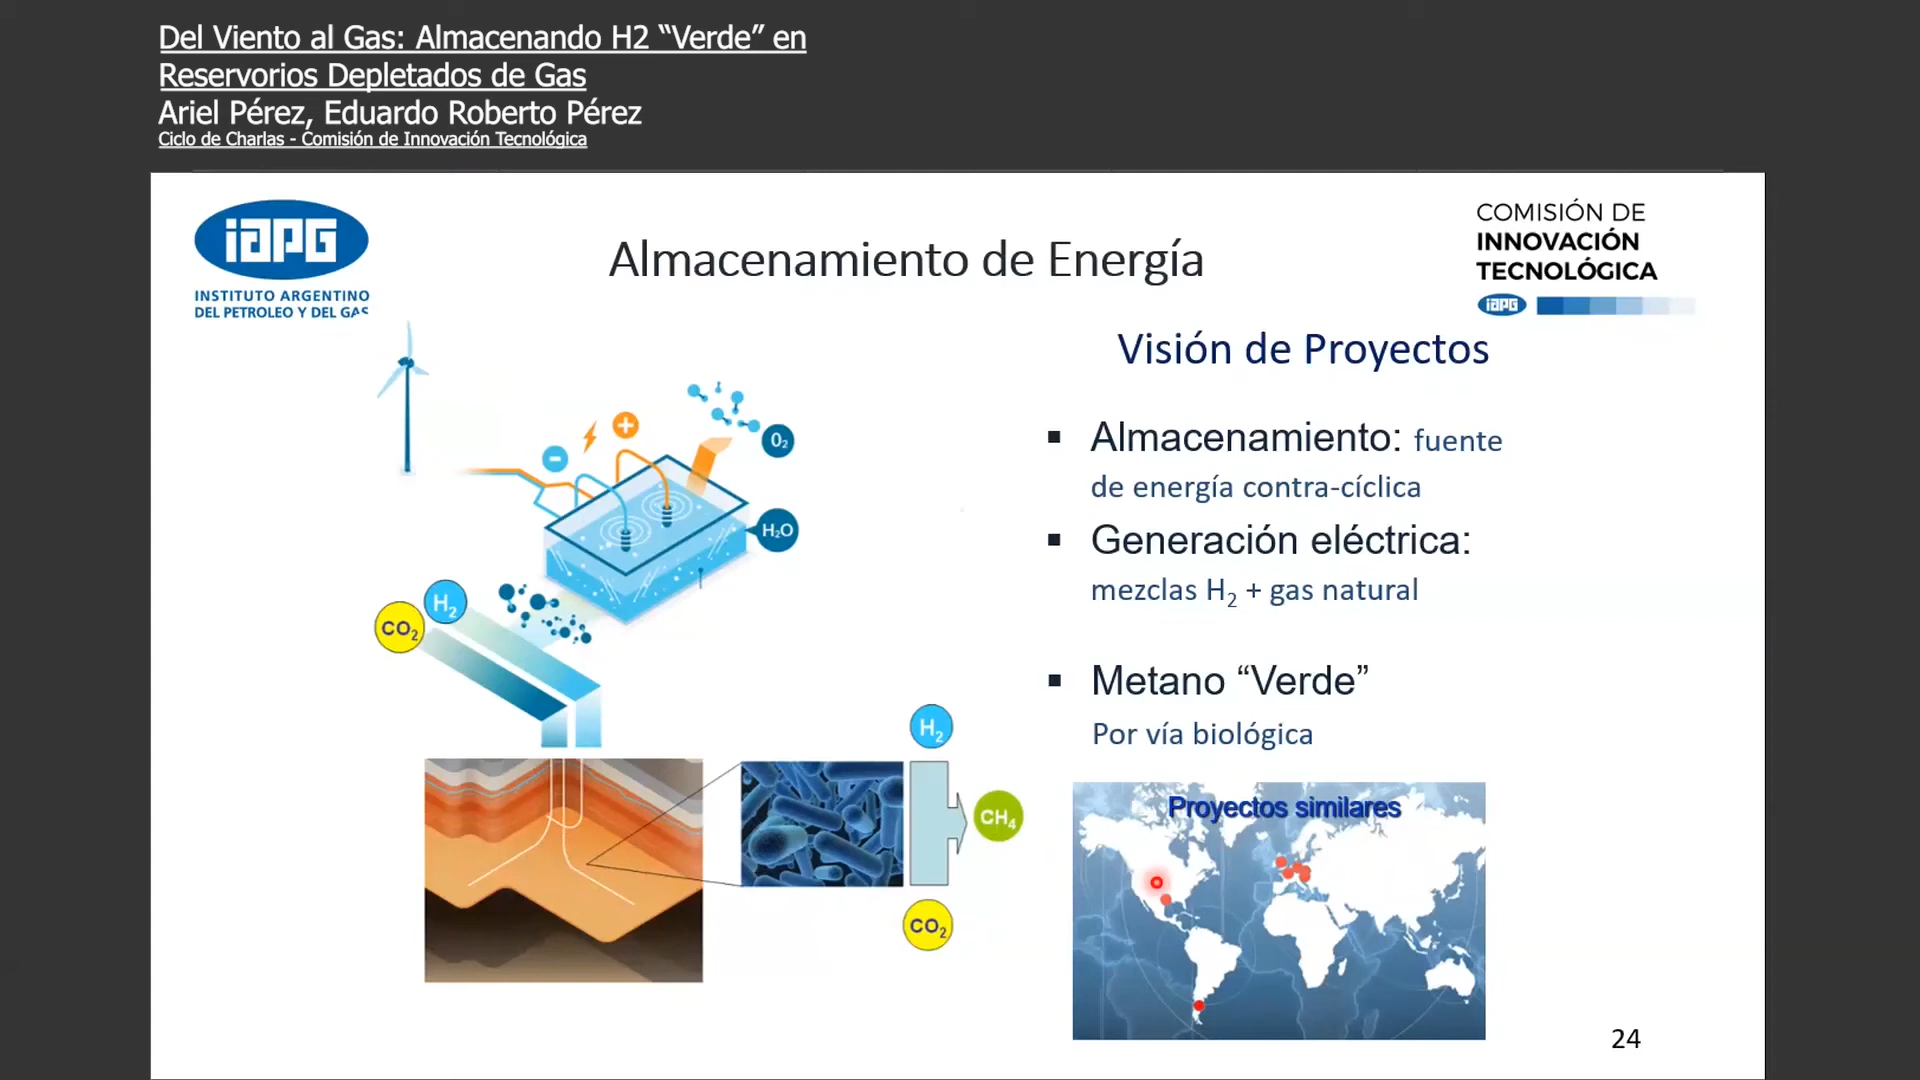 Del Viento al Gas: Almacenando H2 “Verde” en
Reservorios Depletados de Gas
Ariel Pérez, Eduardo Roberto Pérez
Ciclo de Charlas - Comisión de Innovación Tecnológica
iAPG
INSTITUTO ARGENTINO
DEL PETROLEO Y DEL GAS
Almacenamiento de Energía
COMISIÓN DE
INNOVACIÓN
TECNOLÓGICA
iAPG
Visión de Proyectos
▪ Almacenamiento: fuente
de energía contra-cíclica
▪ Generación eléctrica:
mezclas H₂ + gas natural
▪ Metano “Verde”
Por vía biológica
+
-
O₂
H₂O
H₂
CO₂
H₂
CH₄
CO₂
Proyectos similares
24